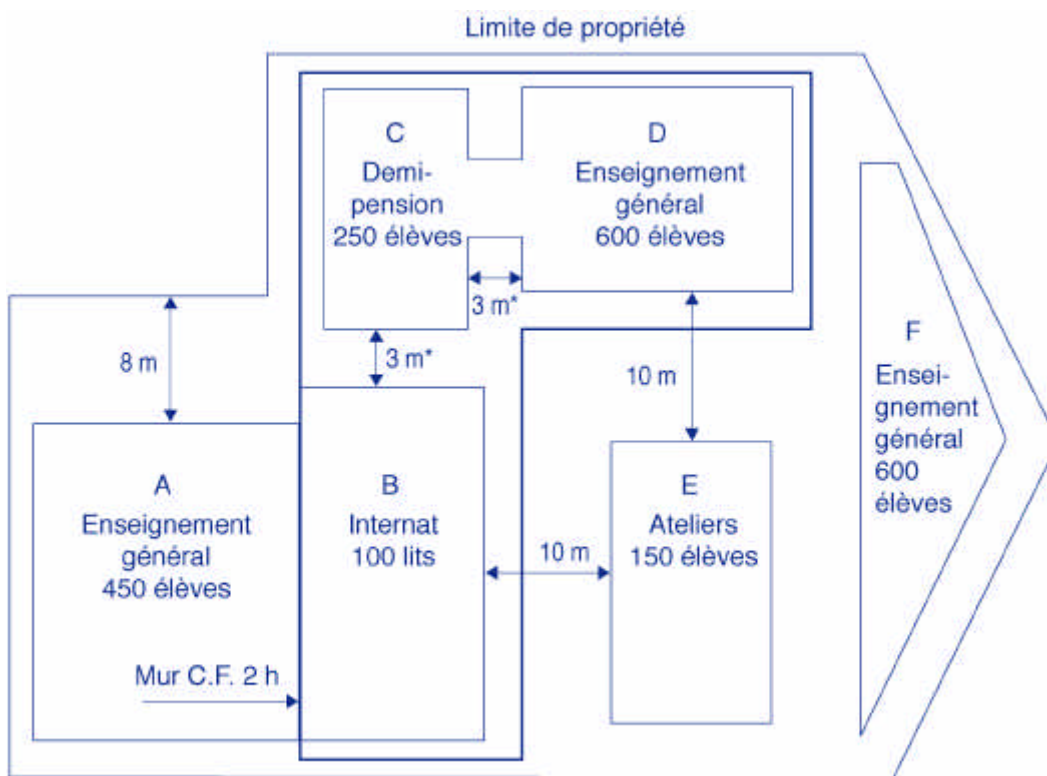 Limite de propriété
C
Demi-
pension
250 élèves
D
Enseignement
général
600 élèves
3 m*
8 m
3 m*
10 m
F
Ensei-
gnement
général
600
élèves
A
Enseignement
général
450 élèves
B
Internat
100 lits
10 m
E
Ateliers
150 élèves
Mur C.F. 2 h